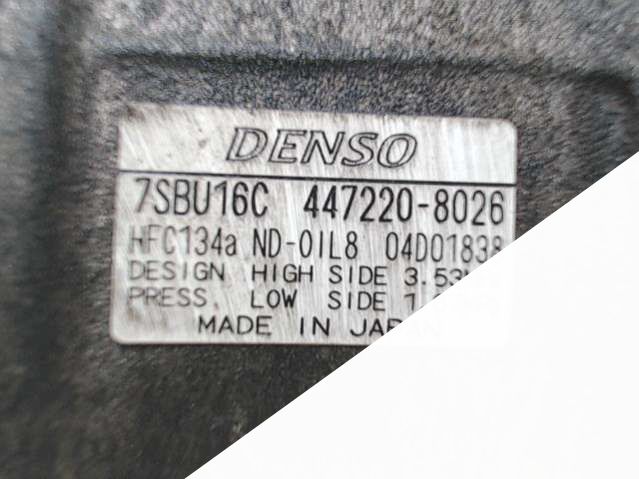 DENSO
7SBU16C 447220-8026
HFC134a ND-OIL8 04D01838
DESIGN HIGH SIDE
PRESS. LOW SIDE
MADE IN